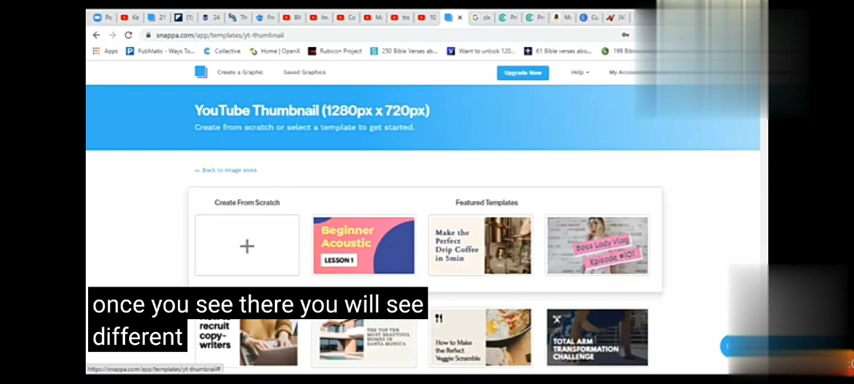 snappa.com/app/templates/yt-thumbnail
Apps
PubMatic - Ways To...
Collective
Home | OpenX
Rubicon Project
250 Bible Verses ab...
Want to unlock 120...
61 Bible verses abo...
199 Bib
Create a Graphic
Saved Graphics
Upgrade Now
Help
My Accou
YouTube Thumbnail (1280px x 720px)
Create from scratch or select a template to get started.
← Back to image sizes
Create From Scratch
Featured Templates
Beginner
Acoustic
LESSON 1
Make the
Perfect
Drip Coffee
in 5min
Boss Lady Vlog
Episode #101
once you see there you will see
different
recruit
copy-
writers
THE TOP TEN
MOST BEAUTIFUL
HOMES IN
SANTA MONICA
How to Make
the Perfect
Veggie Scramble
TOTAL ARM
TRANSFORMATION
CHALLENGE
https://snappa.com/app/templates/yt-thumbnail#